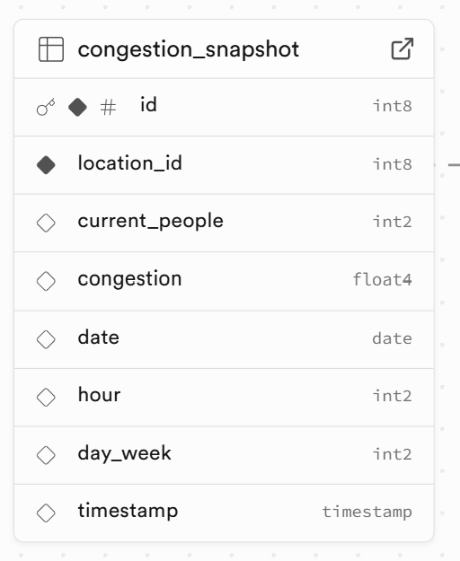 congestion_snapshot
# id int8
location_id int8
current_people int2
congestion float4
date date
hour int2
day_week int2
timestamp timestamp